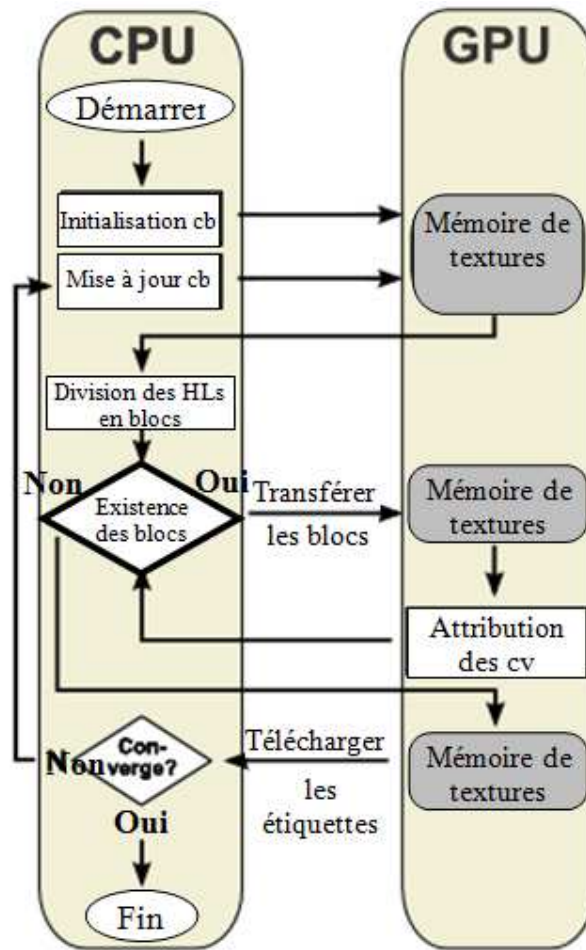 CPU
GPU
Démarrer
Initialisation cb
Mise à jour cb
Mémoire de
textures
Division des HLs
en blocs
Non
Oui
Existence
des blocs
Transférer
les blocs
Mémoire de
textures
Attribution
des cv
Con-
verge?
Non
Oui
Télécharger
les
étiquettes
Mémoire de
textures
Fin